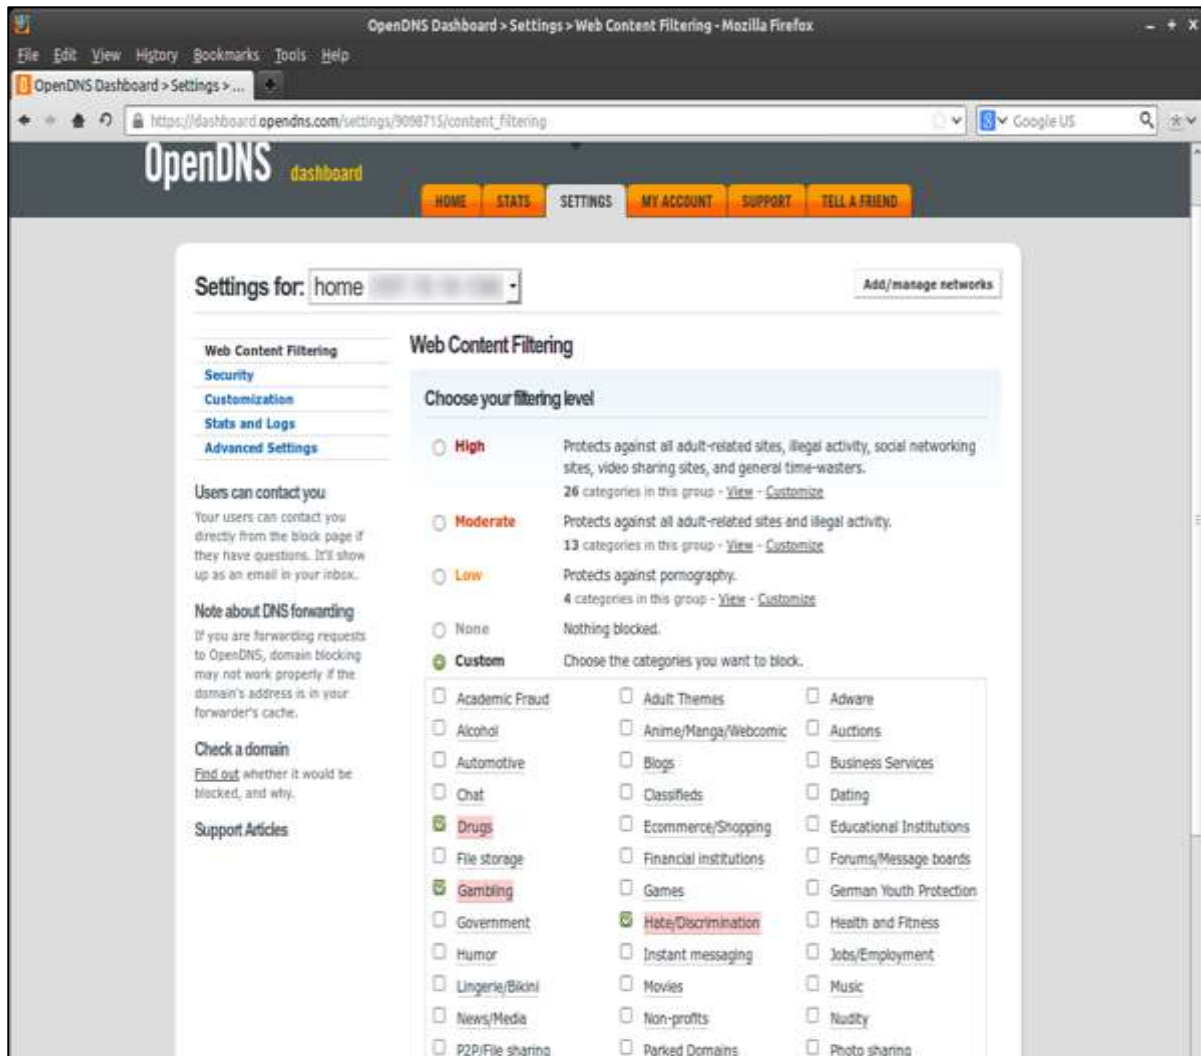 OpenDNS Dashboard > Settings > Web Content Filtering - Mozilla Firefox
File Edit View History Bookmarks Tools Help
OpenDNS Dashboard > Settings > ...
https://dashboard.opendns.com/settings/9098715/content_filtering
Google US
OpenDNS dashboard
HOME STATS SETTINGS MY ACCOUNT SUPPORT TELL A FRIEND
Settings for: home
Add/manage networks
Web Content Filtering
Security
Customization
Stats and Logs
Advanced Settings
Users can contact you
Your users can contact you
directly from the block page if
they have questions. It'll show
up as an email in your inbox.
Note about DNS forwarding
If you are forwarding requests
to OpenDNS, domain blocking
may not work properly if the
domain's address is in your
forwarder's cache.
Check a domain
Find out whether it would be
blocked, and why.
Support Articles
Web Content Filtering
Choose your filtering level
High Protects against all adult-related sites, illegal activity, social networking
sites, video sharing sites, and general time-wasters.
26 categories in this group - View - Customize
Moderate Protects against all adult-related sites and illegal activity.
13 categories in this group - View - Customize
Low Protects against pornography.
4 categories in this group - View - Customize
None Nothing blocked.
Custom Choose the categories you want to block.
Academic Fraud Adult Themes Adware
Alcohol Anime/Manga/Webcomic Auctions
Automotive Blogs Business Services
Chat Classifieds Dating
Drugs Ecommerce/Shopping Educational Institutions
File storage Financial institutions Forums/Message boards
Gambling Games German Youth Protection
Government Hate/Discrimination Health and Fitness
Humor Instant messaging Jobs/Employment
Lingerie/Bikini Movies Music
News/Media Non-profits Nudity
P2P/File sharing Parked Domains Photo sharing